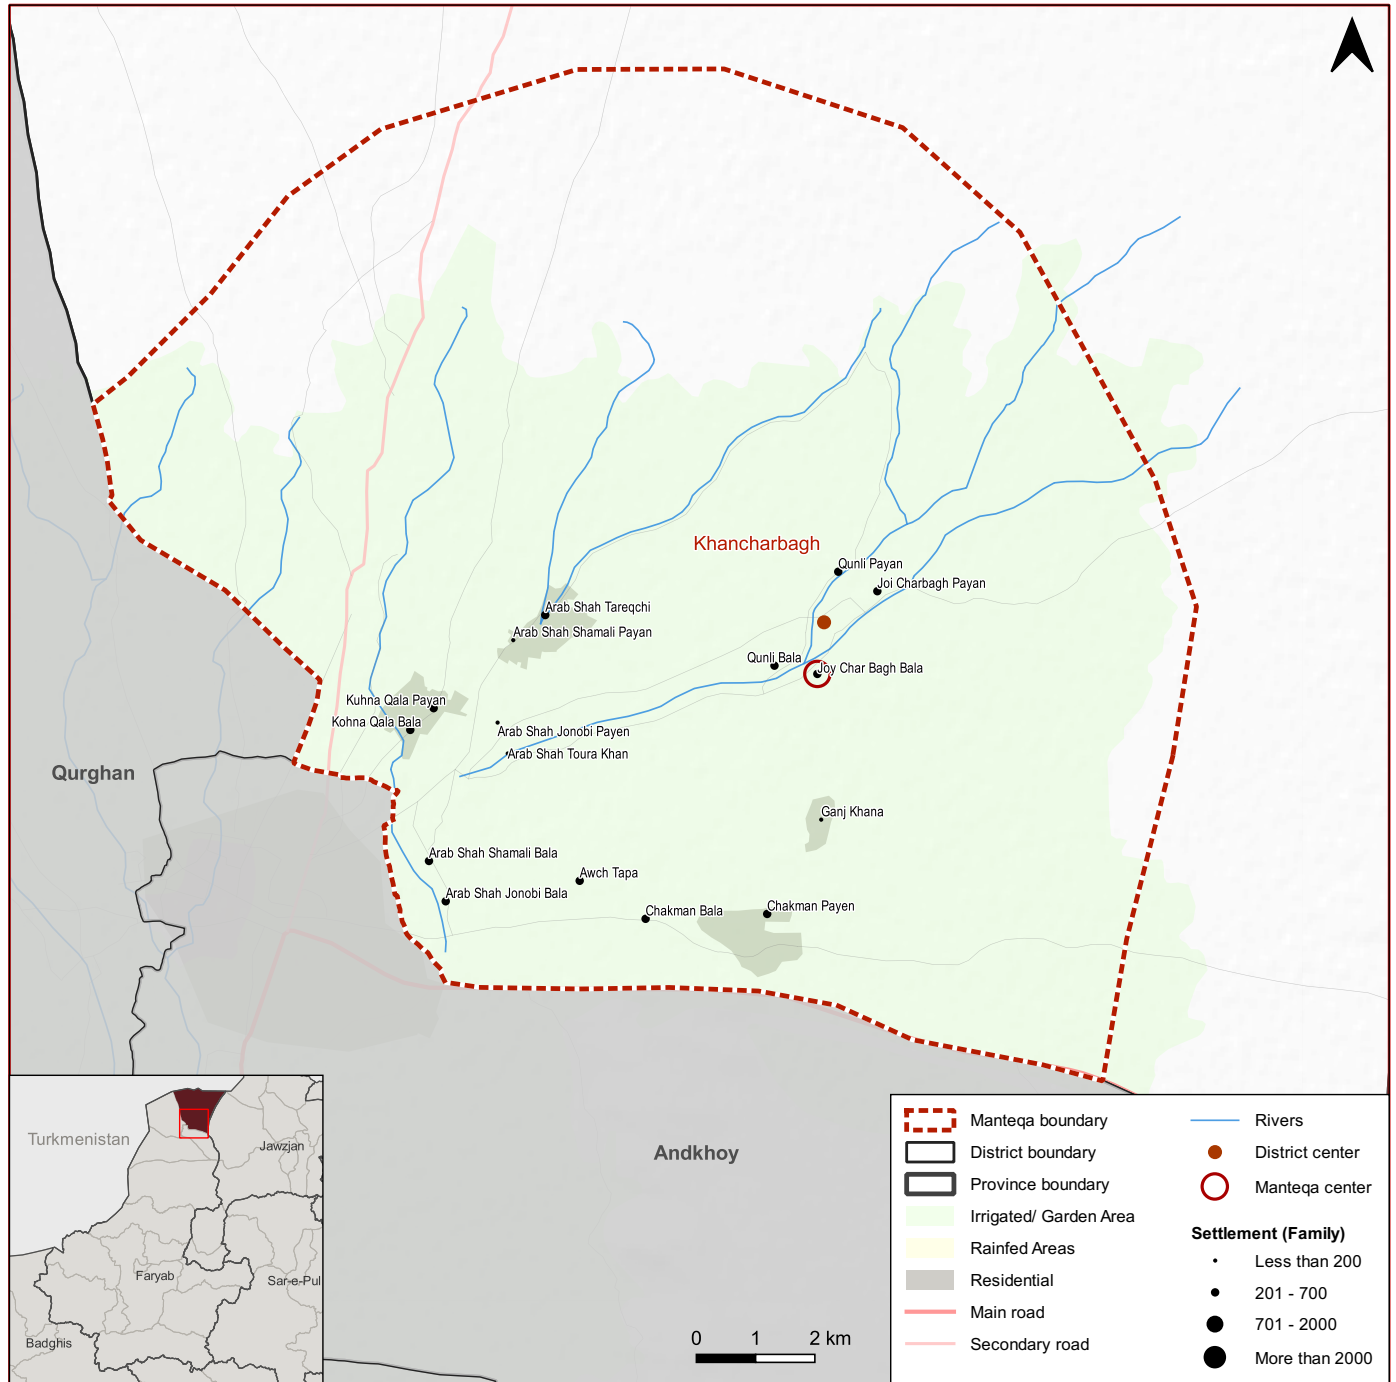 Khancharbagh
Qunli Payan
Joi Charbagh Payan
Arab Shah Tareqchi
Arab Shah Shamali Payan
Qunli Bala
Joy Char Bagh Bala
Kuhna Qala Payan
Kohna Qala Bala
Arab Shah Jonobi Payen
Arab Shah Toura Khan
Qurghan
Ganj Khana
Arab Shah Shamali Bala
Awch Tapa
Arab Shah Jonobi Bala
Chakman Bala
Chakman Payen
Andkhoy
Turkmenistan
Jawzjan
Faryab
Sar-e-Pul
Badghis
0 1 2 km
Manteqa boundary
District boundary
Province boundary
Irrigated/ Garden Area
Rainfed Areas
Residential
Main road
Secondary road
Rivers
District center
Manteqa center
Settlement (Family)
Less than 200
201 - 700
701 - 2000
More than 2000